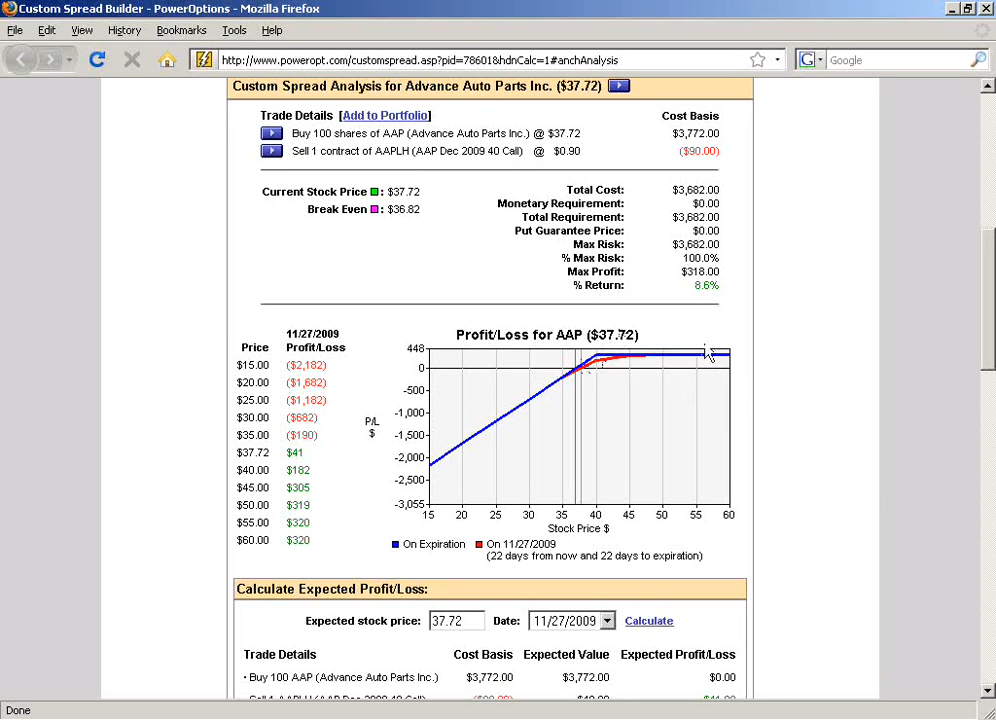 Custom Spread Builder - PowerOptions - Mozilla Firefox
File Edit View History Bookmarks Tools Help
http://www.poweropt.com/customspread.asp?pid=78601&hdnCalc=1#anchAnalysis
G Google
Custom Spread Analysis for Advance Auto Parts Inc. ($37.72)
Trade Details [Add to Portfolio] Cost Basis
Buy 100 shares of AAP (Advance Auto Parts Inc.) @ $37.72 $3,772.00
Sell 1 contract of AAPLH (AAP Dec 2009 40 Call) @ $0.90 ($90.00)
Current Stock Price : $37.72
Break Even : $36.82
Total Cost: $3,682.00
Monetary Requirement: $0.00
Total Requirement: $3,682.00
Put Guarantee Price: $0.00
Max Risk: $3,682.00
% Max Risk: 100.0%
Max Profit: $318.00
% Return: 8.6%
11/27/2009
Price Profit/Loss
$15.00 ($2,182)
$20.00 ($1,682)
$25.00 ($1,182)
$30.00 ($682)
$35.00 ($190)
$37.72 $41
$40.00 $182
$45.00 $305
$50.00 $319
$55.00 $320
$60.00 $320
Profit/Loss for AAP ($37.72)
448
0
-500
-1,000
-1,500
-2,000
-2,500
-3,055
P/L
$
15 20 25 30 35 40 45 50 55 60
Stock Price $
On Expiration On 11/27/2009
(22 days from now and 22 days to expiration)
Calculate Expected Profit/Loss:
Expected stock price: 37.72 Date: 11/27/2009 Calculate
Trade Details Cost Basis Expected Value Expected Profit/Loss
· Buy 100 shares of AAP (Advance Auto Parts Inc.) $3,772.00 $3,772.00 $0.00
Done